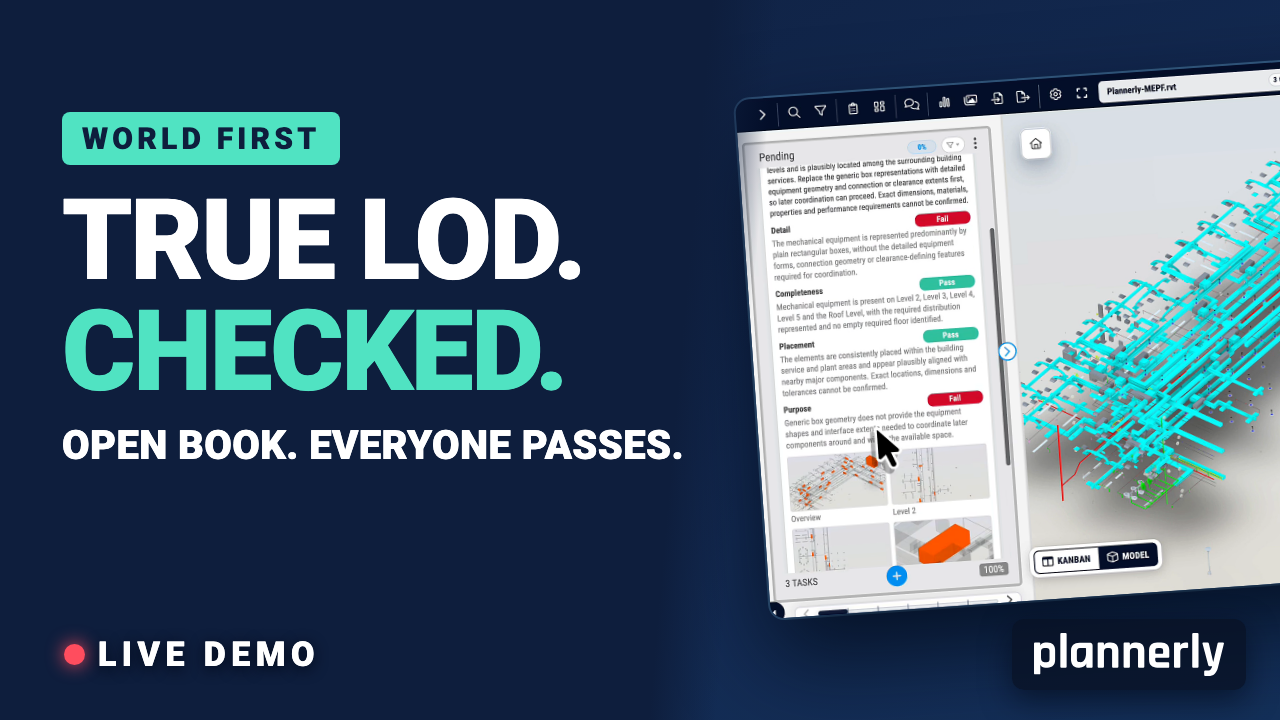 WORLD FIRST
TRUE LOD.
CHECKED.
OPEN BOOK. EVERYONE PASSES.
LIVE DEMO
Plannerly-MEPF.rvt
3
Pending
0%
levels and is plausibly located among the surrounding building
services. Replace the generic box representations with detailed
equipment geometry and connection or clearance extents first,
so later coordination can proceed. Exact dimensions, materials,
properties and performance requirements cannot be confirmed.
Detail
Fail
The mechanical equipment is represented predominantly by
plain rectangular boxes, without the detailed equipment
forms, connection geometry or clearance-defining features
required for coordination.
Completeness
Pass
Mechanical equipment is present on Level 2, Level 3, Level 4,
Level 5 and the Roof Level, with the required distribution
represented and no empty required floor identified.
Placement
Pass
The elements are consistently placed within the building
service and plant areas and appear plausibly aligned with
nearby major components. Exact locations, dimensions and
tolerances cannot be confirmed.
Purpose
Fail
Generic box geometry does not provide the equipment
shapes and interface extents needed to coordinate later
components around and the available space.
Overview
Level 2
3 TASKS
100%
KANBAN
MODEL
plannerly